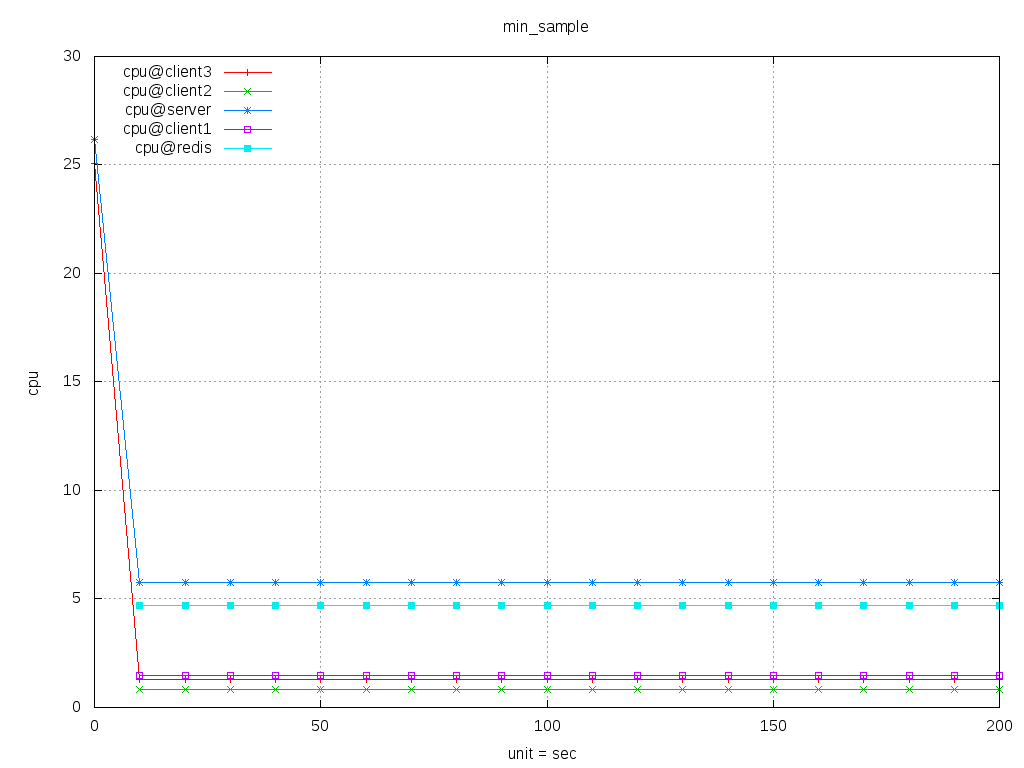 min_sample
30
25
20
15
10
5
0
cpu
cpu@client3
cpu@client2
cpu@server
cpu@client1
cpu@redis
0 50 100 150 200
unit = sec